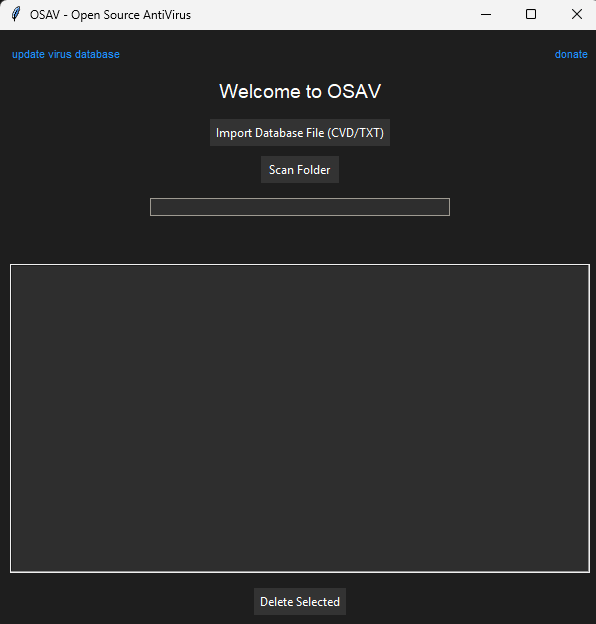 OSAV - Open Source AntiVirus
update virus database
donate
Welcome to OSAV
Import Database File (CVD/TXT)
Scan Folder
Delete Selected